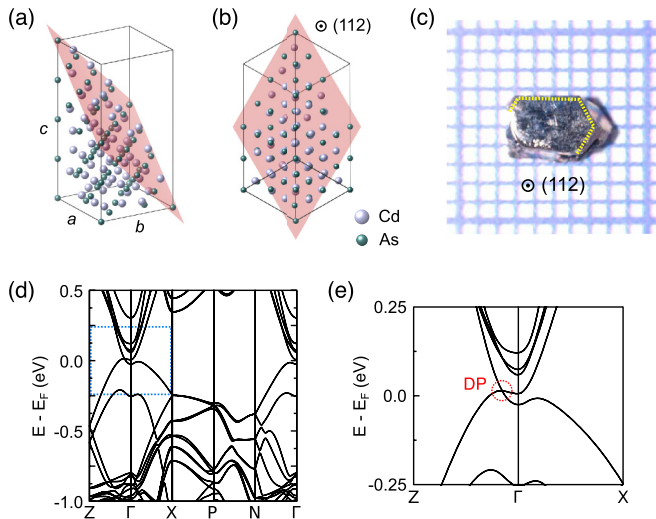 (a)
(b)
⊙ (112)
(c)
c
a
b
Cd
As
⊙ (112)
(d)
0.5
0.0
-0.5
-1.0
E - E_F (eV)
Z Γ X P N Γ
(e)
0.25
0.0
-0.25
E - E_F (eV)
DP
Z Γ X